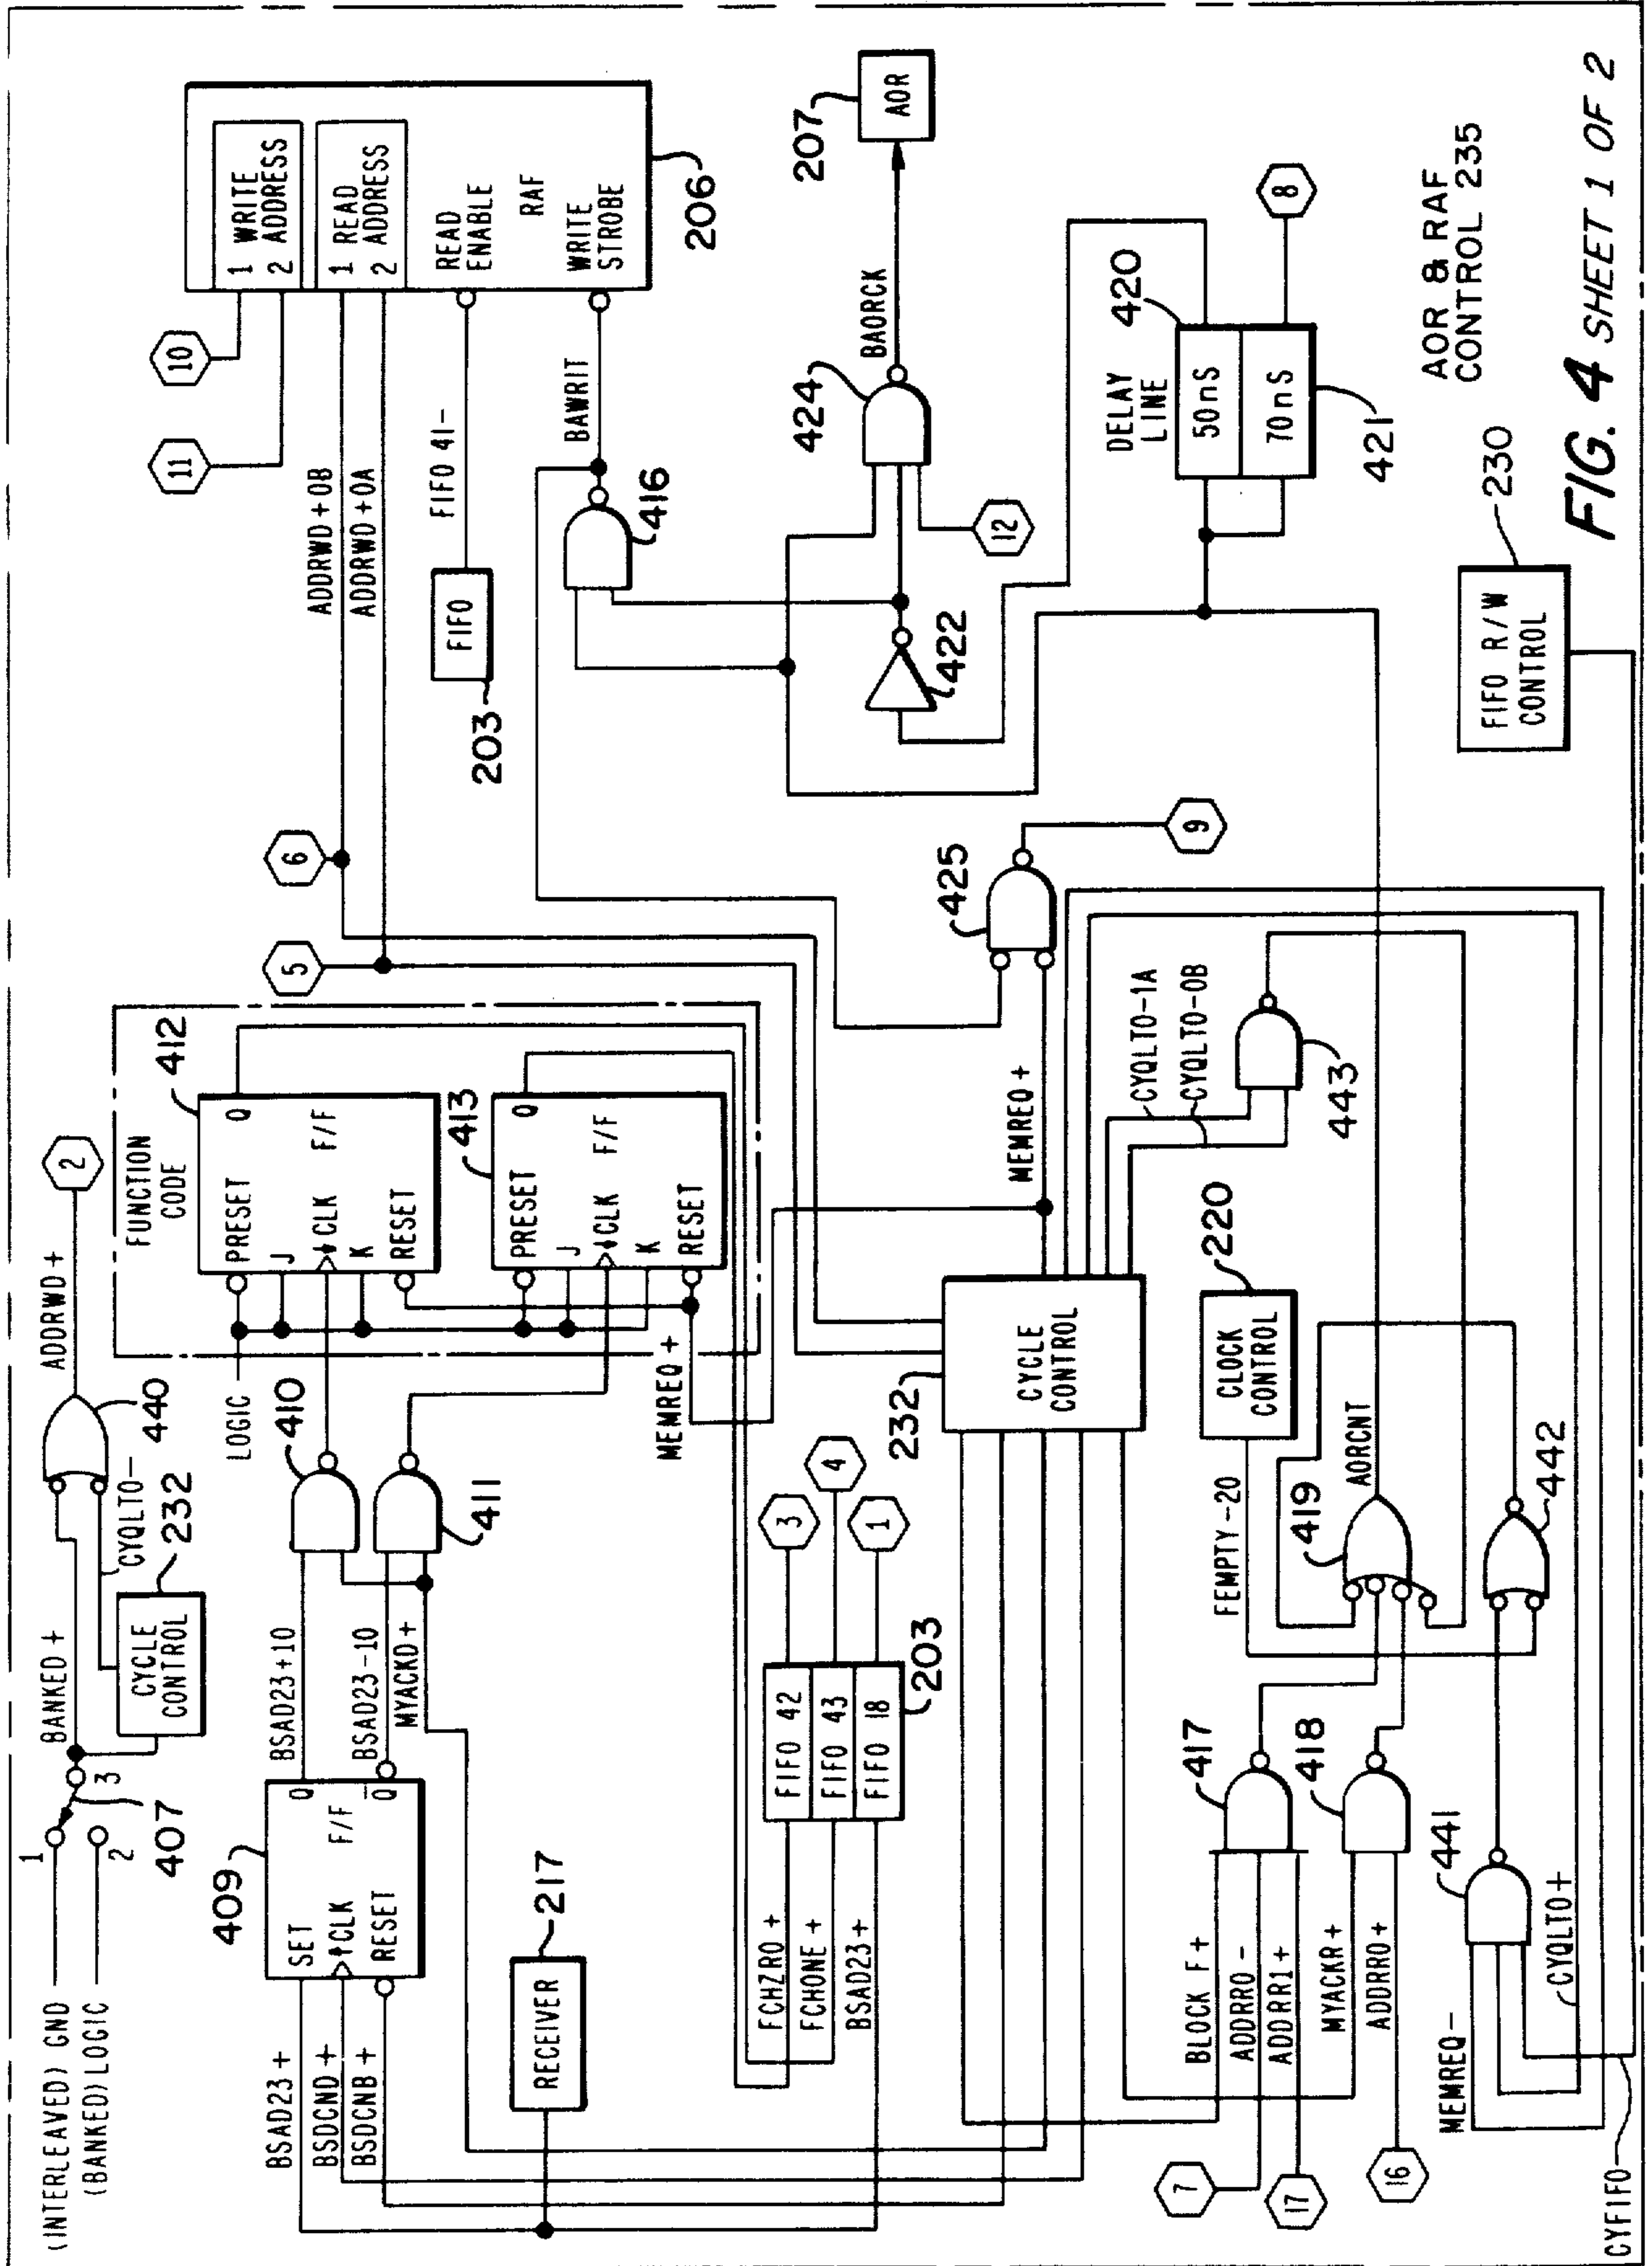 (INTERLEAVED) GND
(BANKED) LOGIC
1
2
3
407
BANKED+
CYCLE
CONTROL
232
CYQLTO-
440
ADDRWD+
2
BSAD23+
BSDCND+
BSDCNB+
409
SET
↑CLK
RESET
Q
F/F
Q
BSAD23+10
BSAD23-10
MYACKD+
410
411
LOGIC
FUNCTION
CODE
PRESET
J
↓CLK
K
RESET
Q
F/F
412
PRESET
J
↓CLK
K
RESET
Q
F/F
413
MEMREQ+
RECEIVER
217
FCHZRO+
FCHONE+
BSAD23+
FIFO 42
FIFO 43
FIFO 18
203
3
4
1
5
6
ADDRWD+0B
ADDRWD+0A
10
11
1 WRITE
2 ADDRESS
1 READ
2 ADDRESS
READ
ENABLE
RAF
WRITE
STROBE
206
FIFO
203
FIFO 41-
BAWRIT
416
424
BAORCK
AOR
207
12
422
DELAY
LINE
420
50nS
70nS
421
8
232
CYCLE
CONTROL
MEMREQ+
425
9
CYQLTO-1A
CYQLTO-0B
443
CLOCK
CONTROL
220
FEMPTY-20
419
AORCNT
442
BLOCK F+
ADDRR0-
ADDRR1+
MYACKR+
ADDRR0+
417
418
7
17
16
MEMREQ-
441
CYQLTO+
CYFIFO
FIFO R/W
CONTROL
230
AOR & RAF
CONTROL 235
FIG. 4 SHEET 1 OF 2